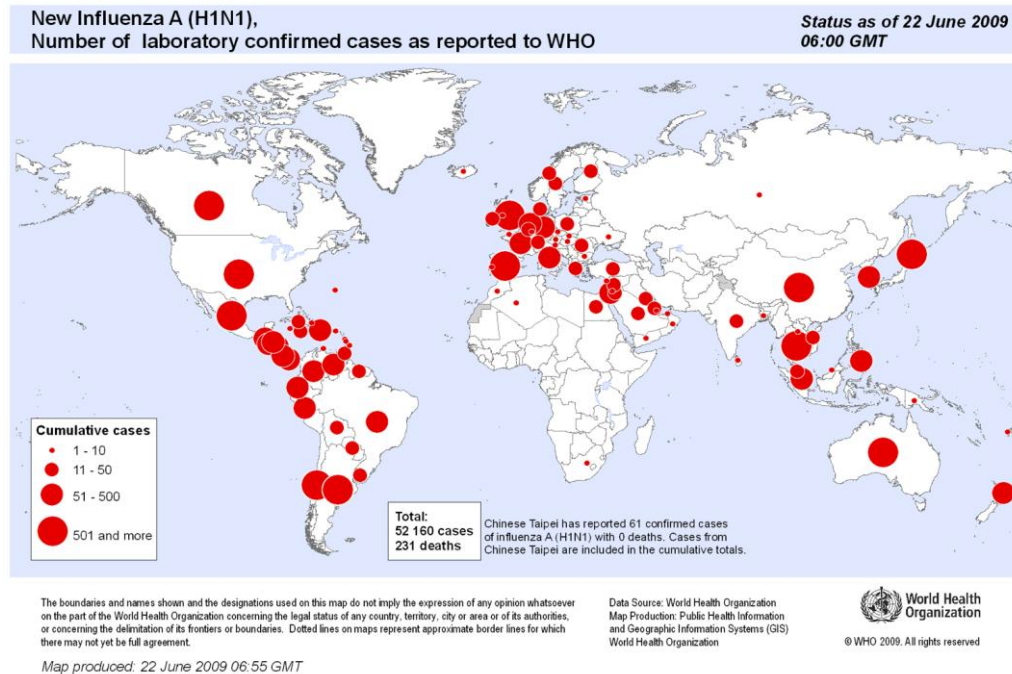 New Influenza A (H1N1),
Number of laboratory confirmed cases as reported to WHO
Status as of 22 June 2009
06:00 GMT
Cumulative cases
1 - 10
11 - 50
51 - 500
501 and more
Total:
52 160 cases
231 deaths
Chinese Taipei has reported 61 confirmed cases
of influenza A (H1N1) with 0 deaths. Cases from
Chinese Taipei are included in the cumulative totals.
The boundaries and names shown and the designations used on this map do not imply the expression of any opinion whatsoever
on the part of the World Health Organization concerning the legal status of any country, territory, city or area or of its authorities,
or concerning the delimitation of its frontiers or boundaries. Dotted lines on maps represent approximate border lines for which
there may not yet be full agreement.
Data Source: World Health Organization
Map Production: Public Health Information
and Geographic Information Systems (GIS)
World Health Organization
World Health
Organization
© WHO 2009. All rights reserved
Map produced: 22 June 2009 06:55 GMT